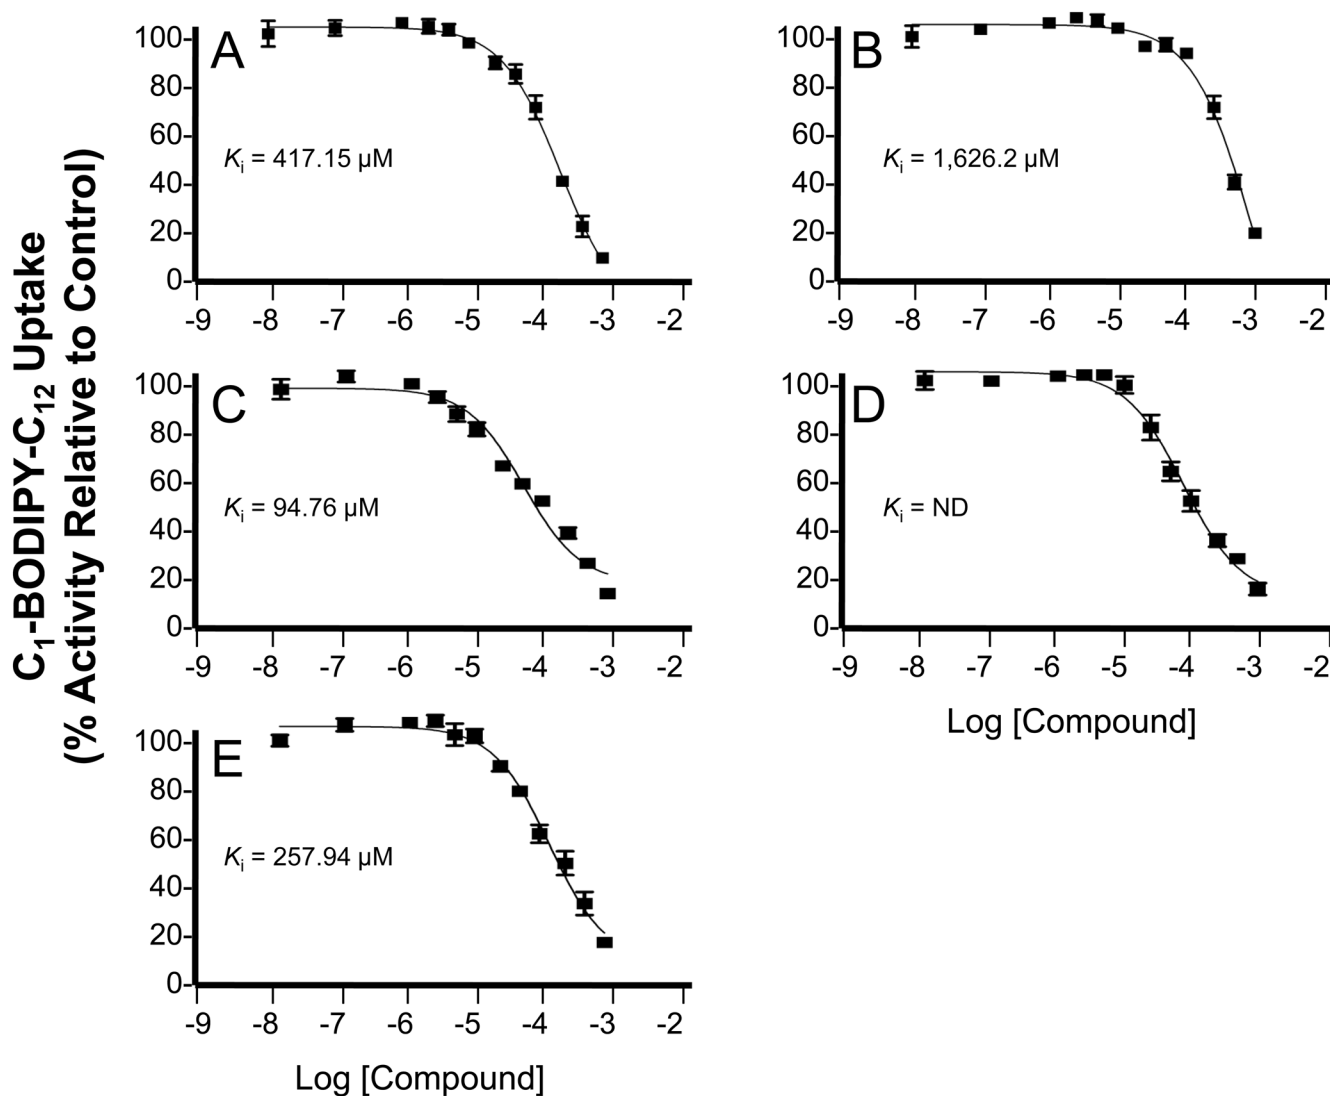 C₁-BODIPY-C₁₂ Uptake
(% Activity Relative to Control)
A
100
80
60
40
20
0
Kᵢ = 417.15 µM
-9 -8 -7 -6 -5 -4 -3 -2
B
100
80
60
40
20
0
Kᵢ = 1,626.2 µM
-9 -8 -7 -6 -5 -4 -3 -2
C
100
80
60
40
20
0
Kᵢ = 94.76 µM
-9 -8 -7 -6 -5 -4 -3 -2
D
100
80
60
40
20
0
Kᵢ = ND
-9 -8 -7 -6 -5 -4 -3 -2
Log [Compound]
E
100
80
60
40
20
0
Kᵢ = 257.94 µM
-9 -8 -7 -6 -5 -4 -3 -2
Log [Compound]